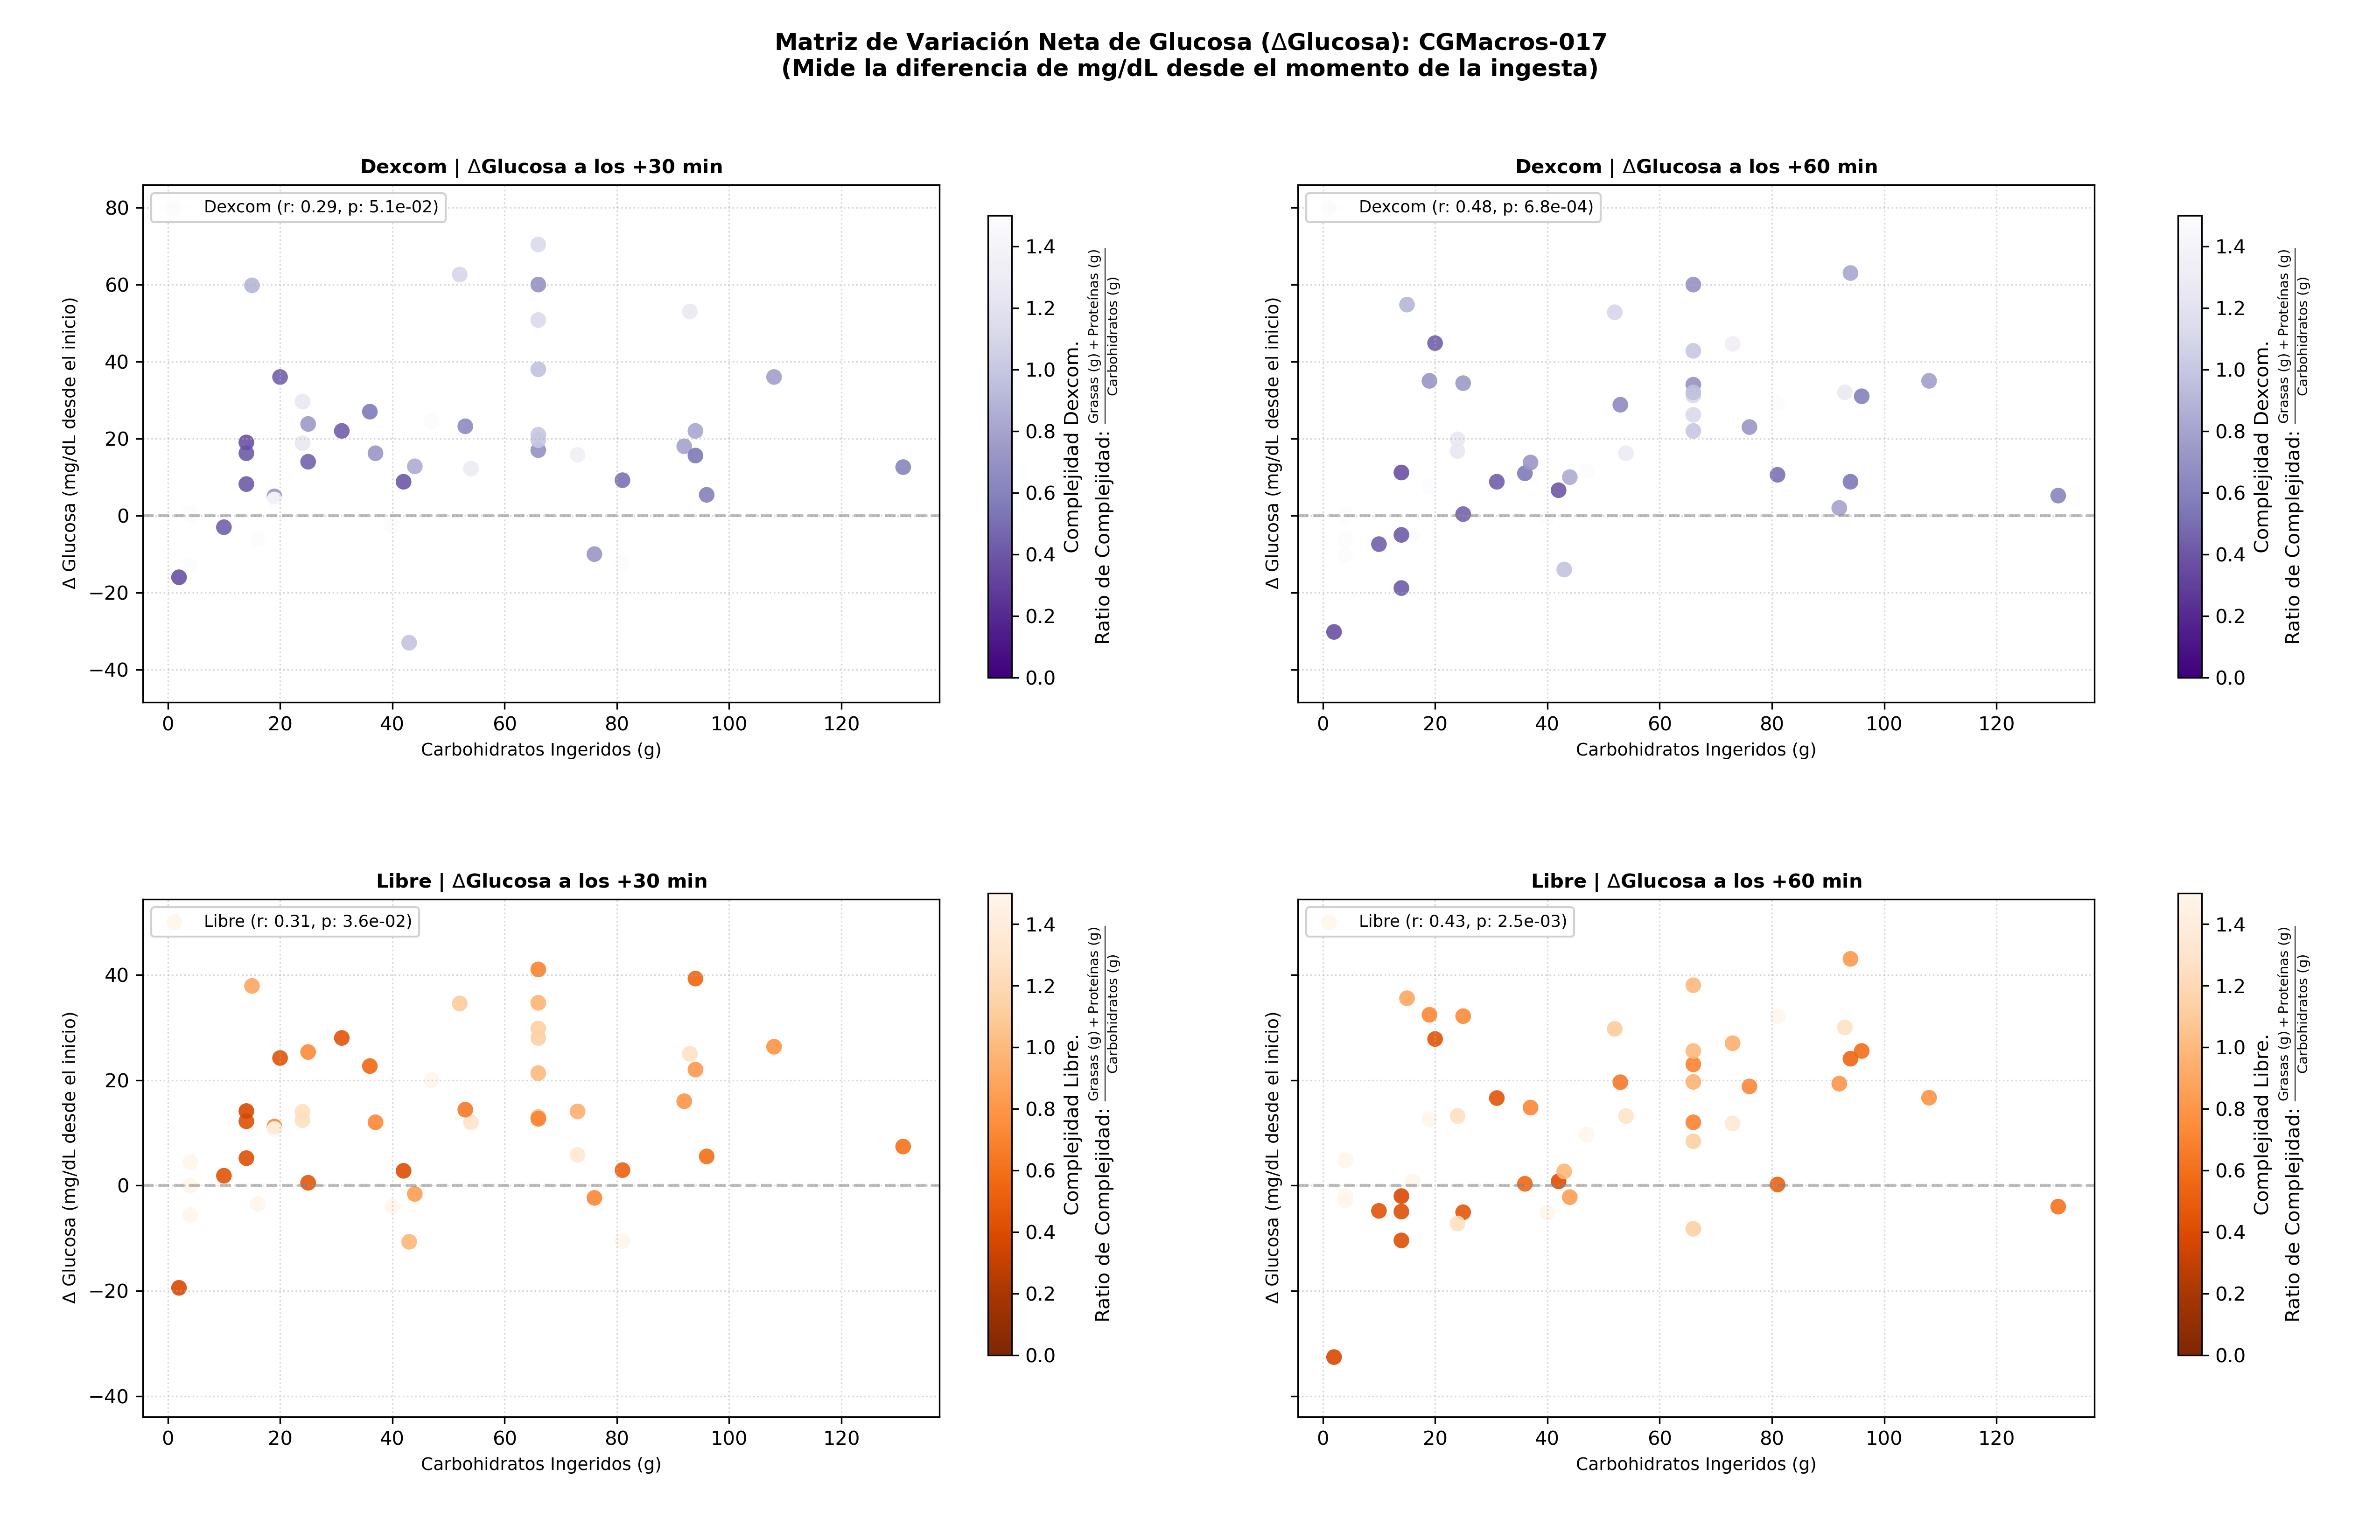 Matriz de Variación Neta de Glucosa (ΔGlucosa): CGMacros-017
(Mide la diferencia de mg/dL desde el momento de la ingesta)
Dexcom | ΔGlucosa a los +30 min
Dexcom (r: 0.29, p: 5.1e-02)
80
60
40
20
0
−20
−40
Δ Glucosa (mg/dL desde el inicio)
0 20 40 60 80 100 120
Carbohidratos Ingeridos (g)
1.4
1.2
1.0
0.8
0.6
0.4
0.2
0.0
Complejidad Dexcom.
Ratio de Complejidad: Grasas (g) + Proteínas (g)
Carbohidratos (g)
Dexcom | ΔGlucosa a los +60 min
Dexcom (r: 0.48, p: 6.8e-04)
Δ Glucosa (mg/dL desde el inicio)
0 20 40 60 80 100 120
Carbohidratos Ingeridos (g)
1.4
1.2
1.0
0.8
0.6
0.4
0.2
0.0
Complejidad Dexcom.
Ratio de Complejidad: Grasas (g) + Proteínas (g)
Carbohidratos (g)
Libre | ΔGlucosa a los +30 min
Libre (r: 0.31, p: 3.6e-02)
40
20
0
−20
−40
Δ Glucosa (mg/dL desde el inicio)
0 20 40 60 80 100 120
Carbohidratos Ingeridos (g)
1.4
1.2
1.0
0.8
0.6
0.4
0.2
0.0
Complejidad Libre.
Ratio de Complejidad: Grasas (g) + Proteínas (g)
Carbohidratos (g)
Libre | ΔGlucosa a los +60 min
Libre (r: 0.43, p: 2.5e-03)
Δ Glucosa (mg/dL desde el inicio)
0 20 40 60 80 100 120
Carbohidratos Ingeridos (g)
1.4
1.2
1.0
0.8
0.6
0.4
0.2
0.0
Complejidad Libre.
Ratio de Complejidad: Grasas (g) + Proteínas (g)
Carbohidratos (g)